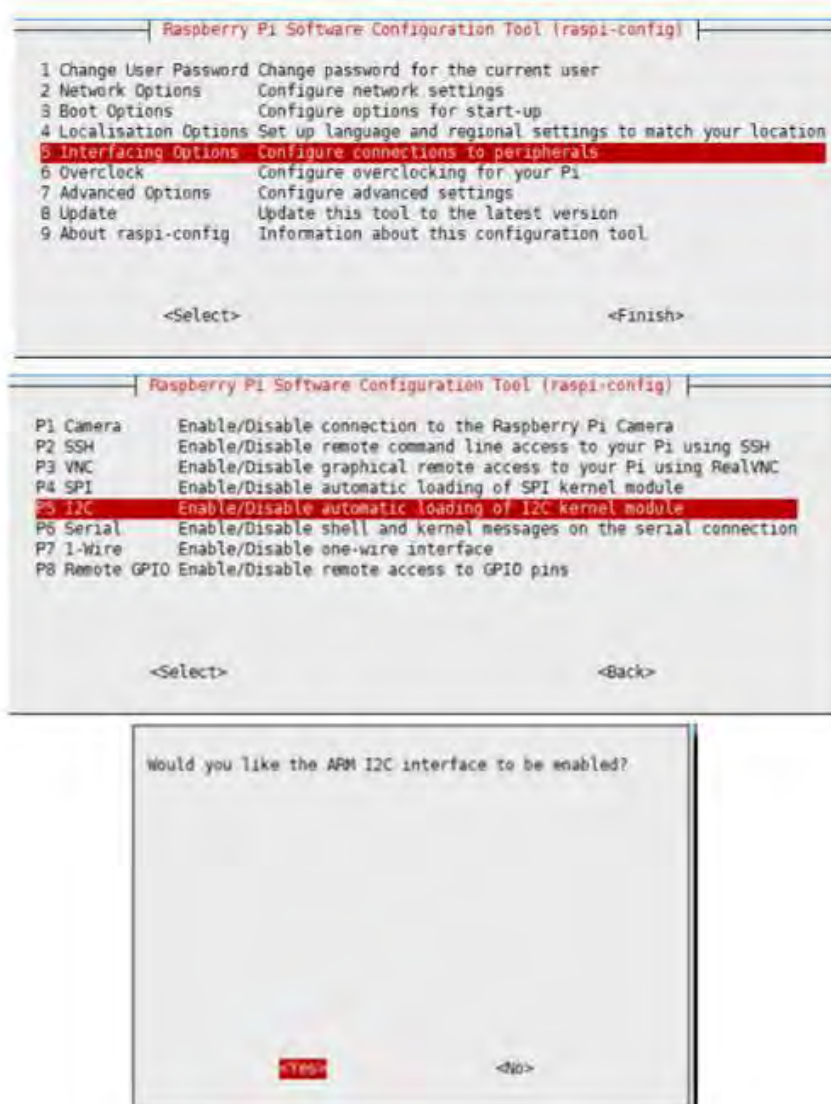 Raspberry Pi Software Configuration Tool (raspi-config)
1 Change User Password Change password for the current user
2 Network Options Configure network settings
3 Boot Options Configure options for start-up
4 Localisation Options Set up language and regional settings to match your location
5 Interfacing Options Configure connections to peripherals
6 Overclock Configure overclocking for your Pi
7 Advanced Options Configure advanced settings
8 Update Update this tool to the latest version
9 About raspi-config Information about this configuration tool
<Select> <Finish>
Raspberry Pi Software Configuration Tool (raspi-config)
P1 Camera Enable/Disable connection to the Raspberry Pi Camera
P2 SSH Enable/Disable remote command line access to your Pi using SSH
P3 VNC Enable/Disable graphical remote access to your Pi using RealVNC
P4 SPI Enable/Disable automatic loading of SPI kernel module
P5 I2C Enable/Disable automatic loading of I2C kernel module
P6 Serial Enable/Disable shell and kernel messages on the serial connection
P7 1-Wire Enable/Disable one-wire interface
P8 Remote GPIO Enable/Disable remote access to GPIO pins
<Select> <Back>
Would you like the ARM I2C interface to be enabled?
<Yes> <No>